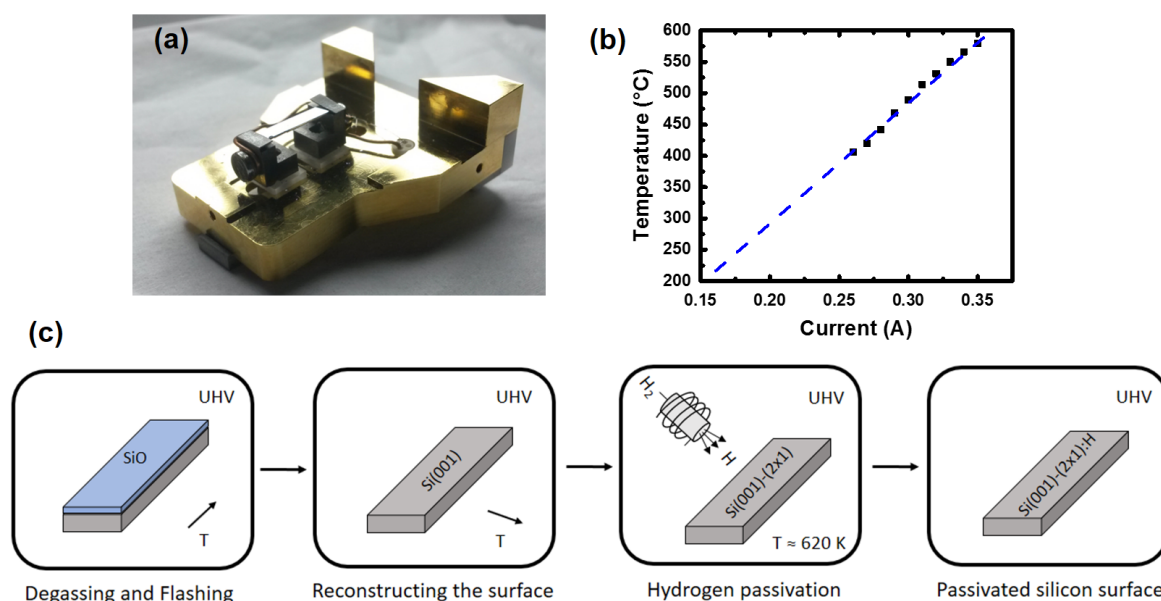 (a)
(b)
Temperature (°C)
600
550
500
450
400
350
300
250
200
0.15 0.20 0.25 0.30 0.35
Current (A)
(c)
UHV
SiO
T
Degassing and Flashing
UHV
Si(001)
T
Reconstructing the surface
H₂
H
UHV
Si(001)-(2x1)
T ≈ 620 K
Hydrogen passivation
UHV
Si(001)-(2x1):H
Passivated silicon surface